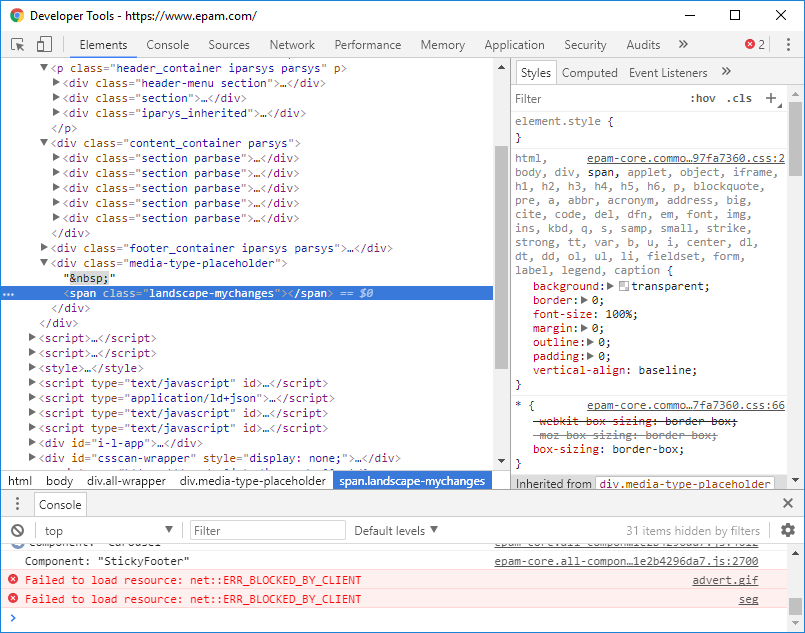 Developer Tools - https://www.epam.com/
Elements Console Sources Network Performance Memory Application Security Audits » 2
<p class="header_container iparsys parsys" p>
<div class="header-menu section">…</div>
<div class="section">…</div>
<div class="iparys_inherited">…</div>
</p>
<div class="content_container parsys">
<div class="section parbase">…</div>
<div class="section parbase">…</div>
<div class="section parbase">…</div>
<div class="section parbase">…</div>
<div class="section parbase">…</div>
</div>
<div class="footer_container iparsys parsys">…</div>
<div class="media-type-placeholder">
"&nbsp;"
… <span class="landscape-mychanges"></span> == $0
</div>
</div>
<script>…</script>
<script>…</script>
<style>…</style>
<script type="text/javascript" id>…</script>
<script type="application/ld+json">…</script>
<script type="text/javascript" id>…</script>
<script type="text/javascript" id>…</script>
<div id="i-l-app">…</div>
<div id="csscan-wrapper" style="display: none;">…</div>
html body div.all-wrapper div.media-type-placeholder span.landscape-mychanges
Styles Computed Event Listeners »
Filter :hov .cls +
element.style {
}
html, epam-core.commo…97fa7360.css:2
body, div, span, applet, object, iframe,
h1, h2, h3, h4, h5, h6, p, blockquote,
pre, a, abbr, acronym, address, big,
cite, code, del, dfn, em, font, img,
ins, kbd, q, s, samp, small, strike,
strong, tt, var, b, u, i, center, dl,
dt, dd, ol, ul, li, fieldset, form,
label, legend, caption {
background: transparent;
border: 0;
font-size: 100%;
margin: 0;
outline: 0;
padding: 0;
vertical-align: baseline;
}
* { epam-core.commo…7fa7360.css:66
-webkit-box-sizing: border-box;
-moz-box-sizing: border-box;
box-sizing: border-box;
}
Inherited from div.media-type-placeholder
Console
top Filter Default levels 31 items hidden by filters
Component: "Carousel"
Component: "StickyFooter" epam-core.all-compon…1e2b4296da7.js:2700
Failed to load resource: net::ERR_BLOCKED_BY_CLIENT advert.gif
Failed to load resource: net::ERR_BLOCKED_BY_CLIENT seg
>